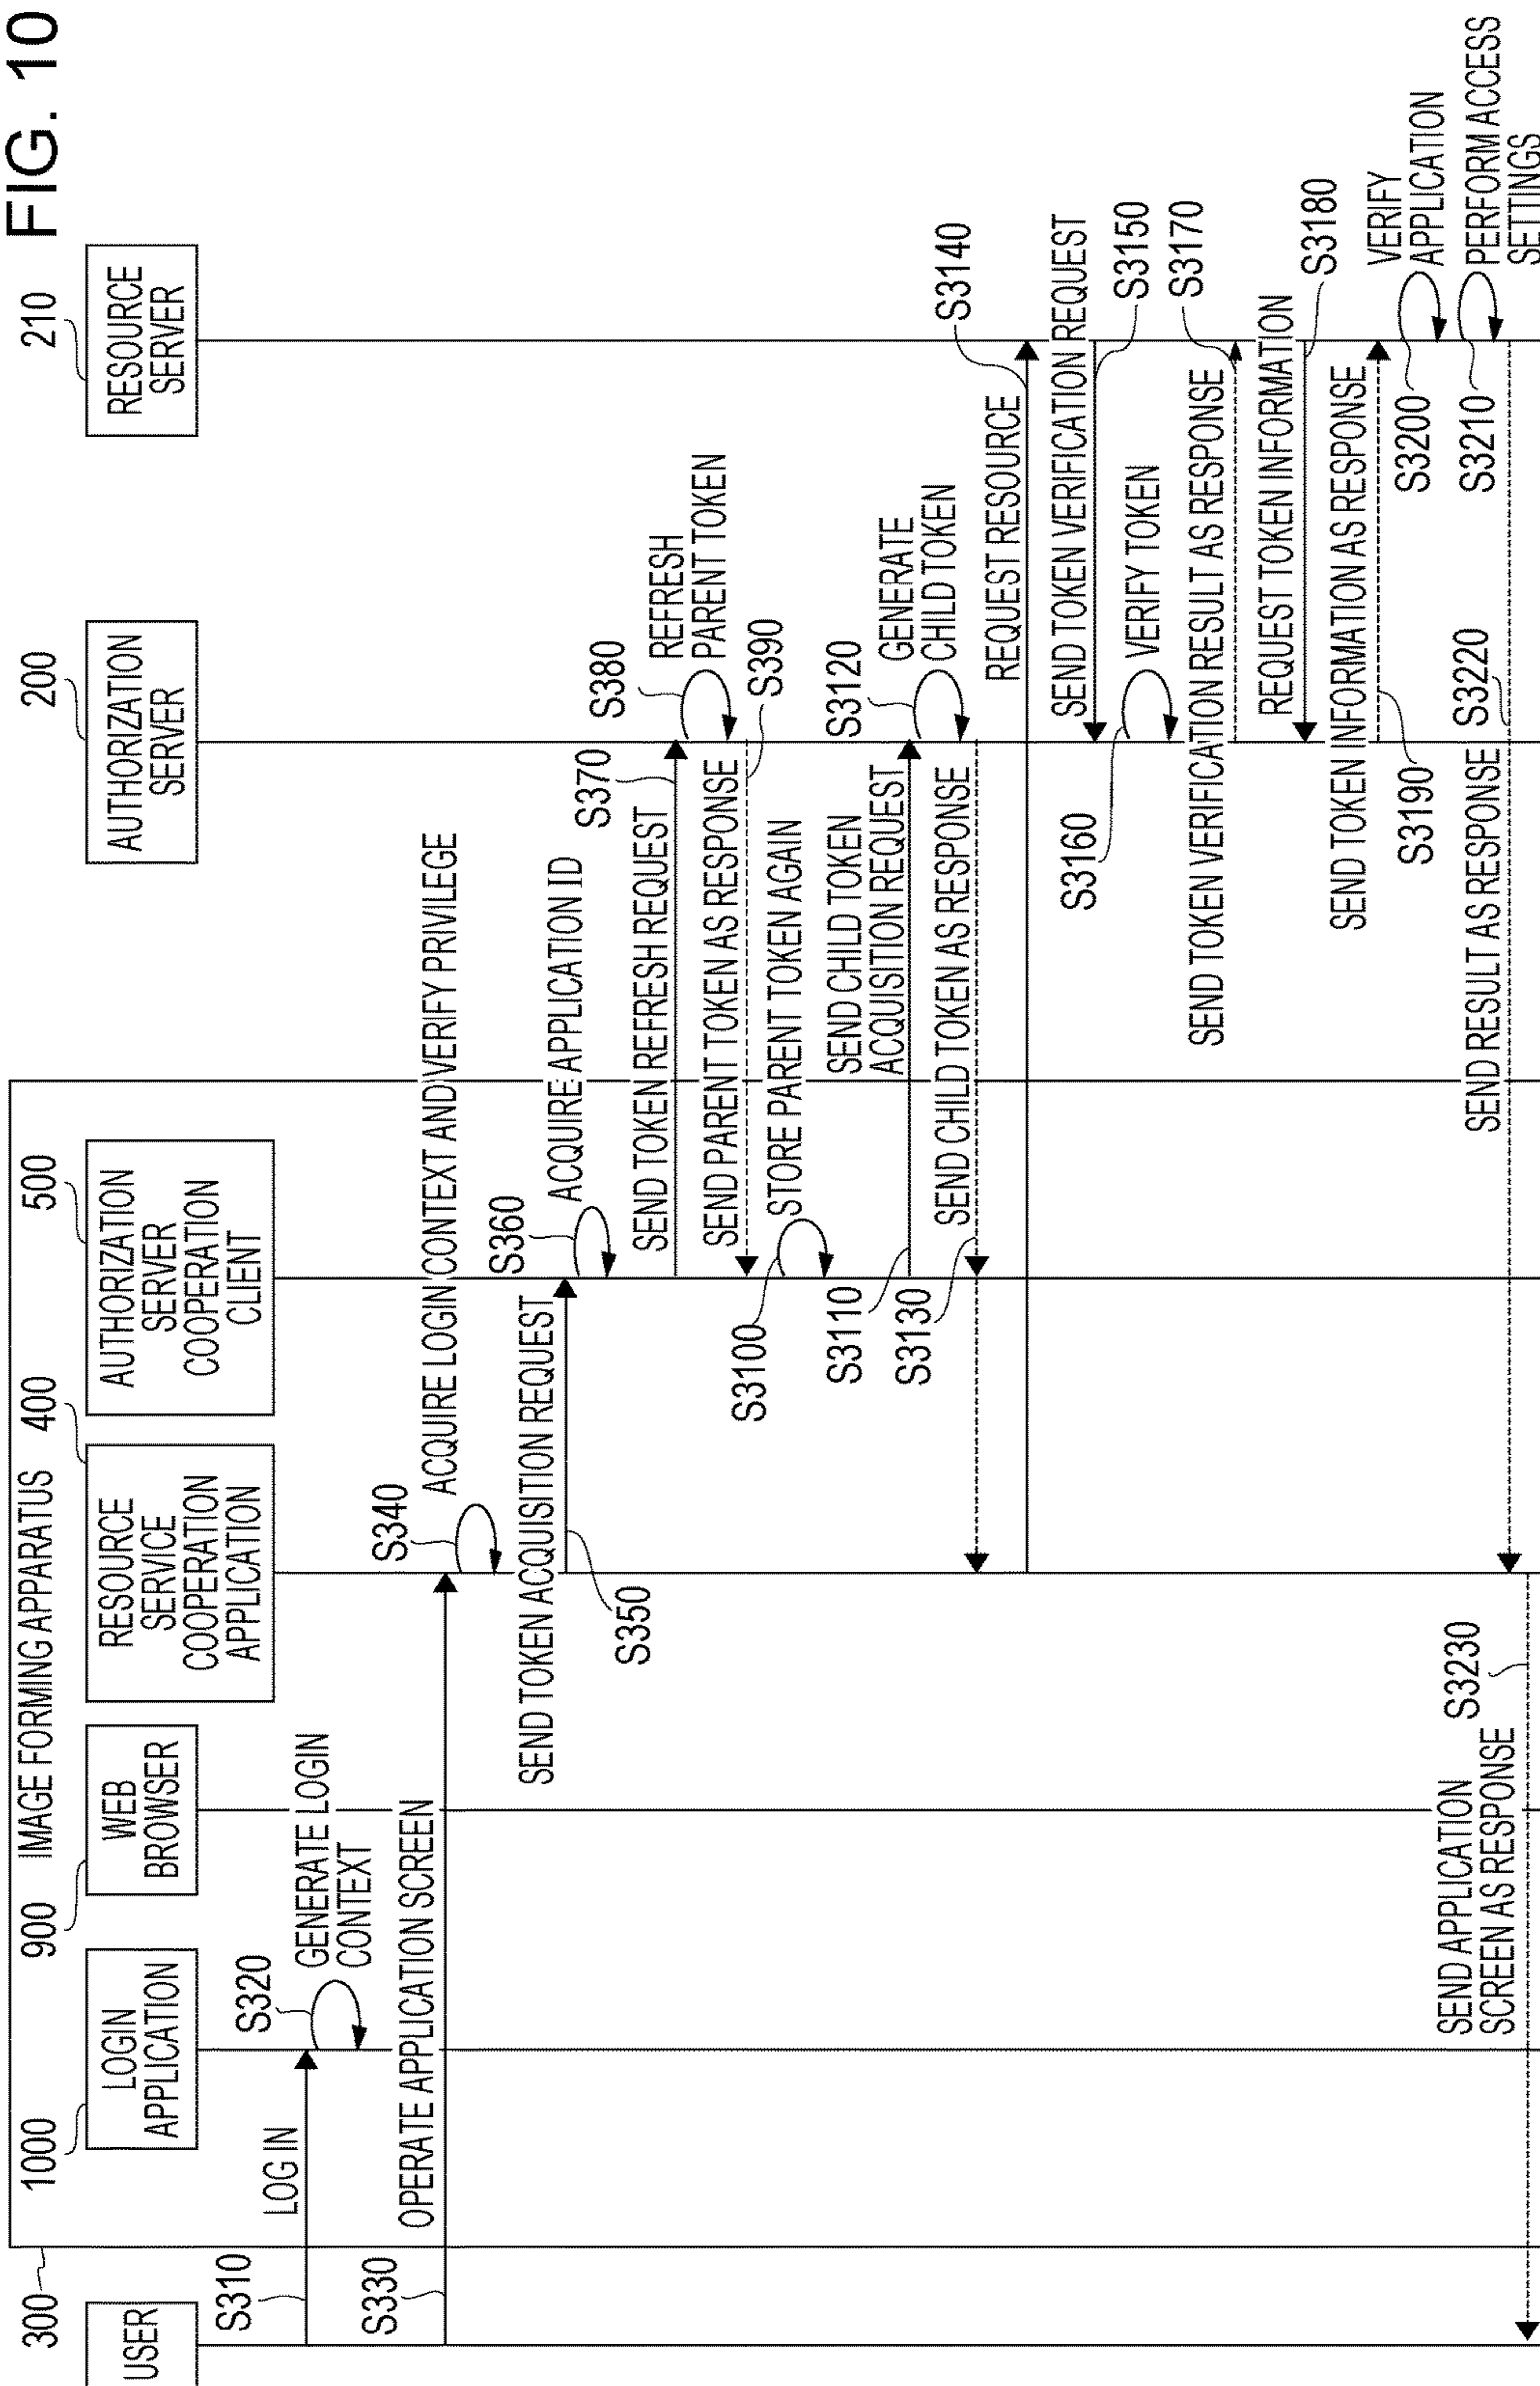 FIG. 10
300
IMAGE FORMING APPARATUS
1000
900
400
500
200
210
USER
LOGIN
APPLICATION
WEB
BROWSER
RESOURCE
SERVICE
COOPERATION
APPLICATION
AUTHORIZATION
SERVER
COOPERATION
CLIENT
AUTHORIZATION
SERVER
RESOURCE
SERVER
S310
LOG IN
S320
GENERATE LOGIN
CONTEXT
S330
OPERATE APPLICATION SCREEN
S340
ACQUIRE LOGIN CONTEXT AND VERIFY PRIVILEGE
SEND TOKEN ACQUISITION REQUEST
S350
S360
ACQUIRE APPLICATION ID
S370
SEND TOKEN REFRESH REQUEST
S380
REFRESH
PARENT TOKEN
SEND PARENT TOKEN AS RESPONSE
S390
STORE PARENT TOKEN AGAIN
S3100
SEND CHILD TOKEN
ACQUISITION REQUEST
S3110
S3120
GENERATE
CHILD TOKEN
SEND CHILD TOKEN AS RESPONSE
S3130
REQUEST RESOURCE
S3140
SEND TOKEN VERIFICATION REQUEST
S3150
S3160
VERIFY TOKEN
SEND TOKEN VERIFICATION RESULT AS RESPONSE
S3170
REQUEST TOKEN INFORMATION
S3180
SEND TOKEN INFORMATION AS RESPONSE
S3190
S3200
VERIFY
APPLICATION
S3210
PERFORM ACCESS
SETTINGS
SEND RESULT AS RESPONSE
S3220
SEND APPLICATION
SCREEN AS RESPONSE
S3230